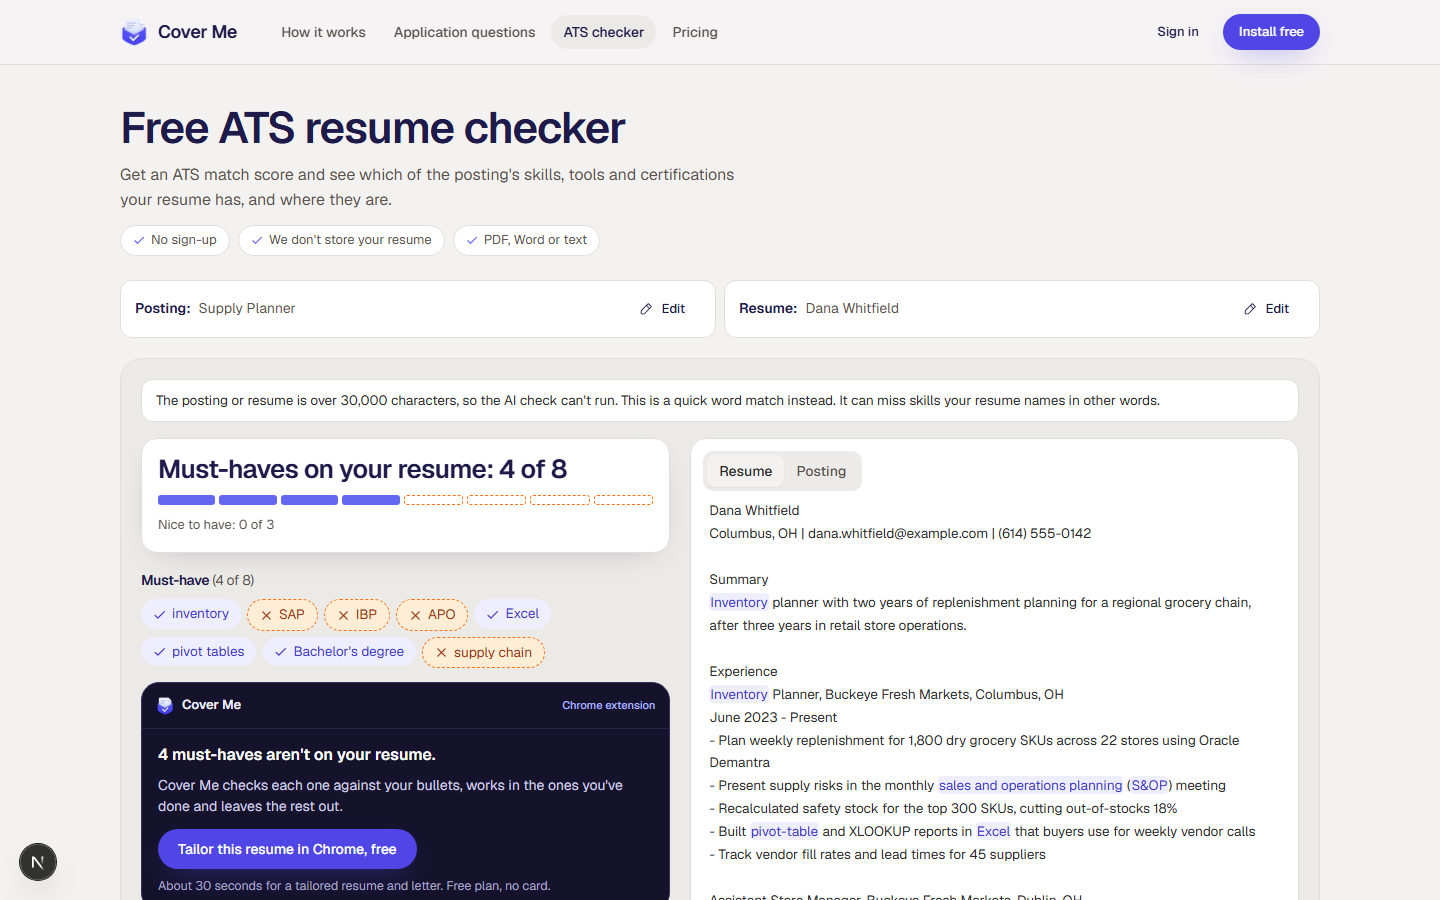 Cover Me
How it works
Application questions
ATS checker
Pricing
Sign in
Install free
Free ATS resume checker
Get an ATS match score and see which of the posting's skills, tools and certifications
your resume has, and where they are.
No sign-up
We don't store your resume
PDF, Word or text
Posting: Supply Planner
Edit
Resume: Dana Whitfield
Edit
The posting or resume is over 30,000 characters, so the AI check can't run. This is a quick word match instead. It can miss skills your resume names in other words.
Must-haves on your resume: 4 of 8
Nice to have: 0 of 3
Must-have (4 of 8)
inventory
SAP
IBP
APO
Excel
pivot tables
Bachelor's degree
supply chain
Cover Me
Chrome extension
4 must-haves aren't on your resume.
Cover Me checks each one against your bullets, works in the ones you've
done and leaves the rest out.
Tailor this resume in Chrome, free
About 30 seconds for a tailored resume and letter. Free plan, no card.
Resume
Posting
Dana Whitfield
Columbus, OH | dana.whitfield@example.com | (614) 555-0142
Summary
Inventory planner with two years of replenishment planning for a regional grocery chain,
after three years in retail store operations.
Experience
Inventory Planner, Buckeye Fresh Markets, Columbus, OH
June 2023 - Present
- Plan weekly replenishment for 1,800 dry grocery SKUs across 22 stores using Oracle
Demantra
- Present supply risks in the monthly sales and operations planning (S&OP) meeting
- Recalculated safety stock for the top 300 SKUs, cutting out-of-stocks 18%
- Built pivot-table and XLOOKUP reports in Excel that buyers use for weekly vendor calls
- Track vendor fill rates and lead times for 45 suppliers
Assistant Store Manager, Buckeye Fresh Markets, Dublin, OH
N